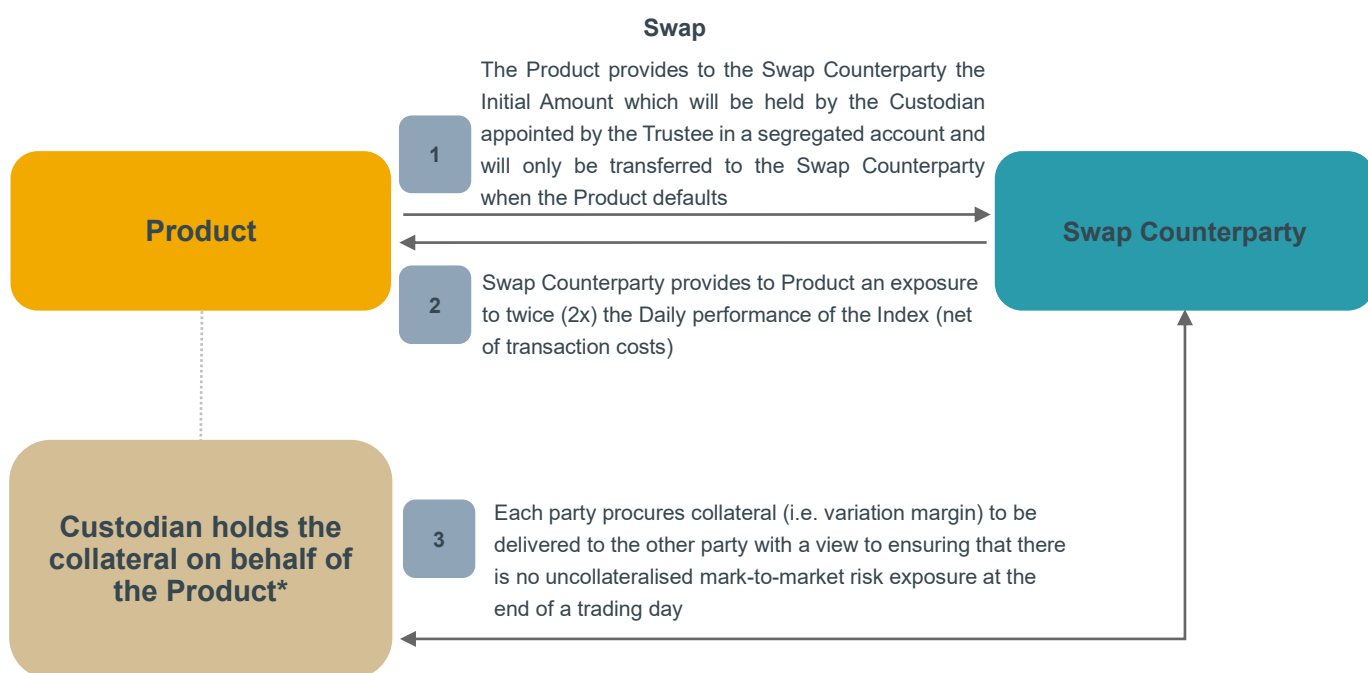 Swap
The Product provides to the Swap Counterparty the
Initial Amount which will be held by the Custodian
appointed by the Trustee in a segregated account and
will only be transferred to the Swap Counterparty
when the Product defaults
1
Product
Swap Counterparty
2
Swap Counterparty provides to Product an exposure
to twice (2x) the Daily performance of the Index (net
of transaction costs)
Custodian holds the
collateral on behalf of
the Product*
3
Each party procures collateral (i.e. variation margin) to be
delivered to the other party with a view to ensuring that there
is no uncollateralised mark-to-market risk exposure at the
end of a trading day